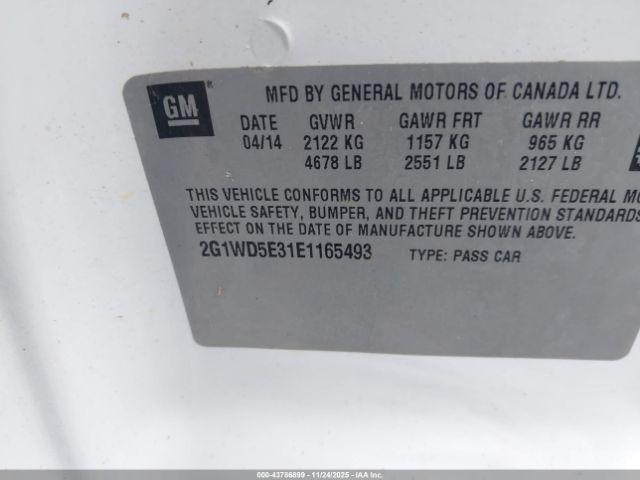 GM
MFD BY GENERAL MOTORS OF CANADA LTD.
DATE GVWR GAWR FRT GAWR RR
04/14 2122 KG 1157 KG 965 KG
4678 LB 2551 LB 2127 LB
THIS VEHICLE CONFORMS TO ALL APPLICABLE U.S. FEDERAL
VEHICLE SAFETY, BUMPER, AND THEFT PREVENTION STANDARDS
EFFECT ON THE DATE OF MANUFACTURE SHOWN ABOVE.
2G1WD5E31E1165493 TYPE: PASS CAR
000-43786899 - 11/24/2025 - IAAI.COM